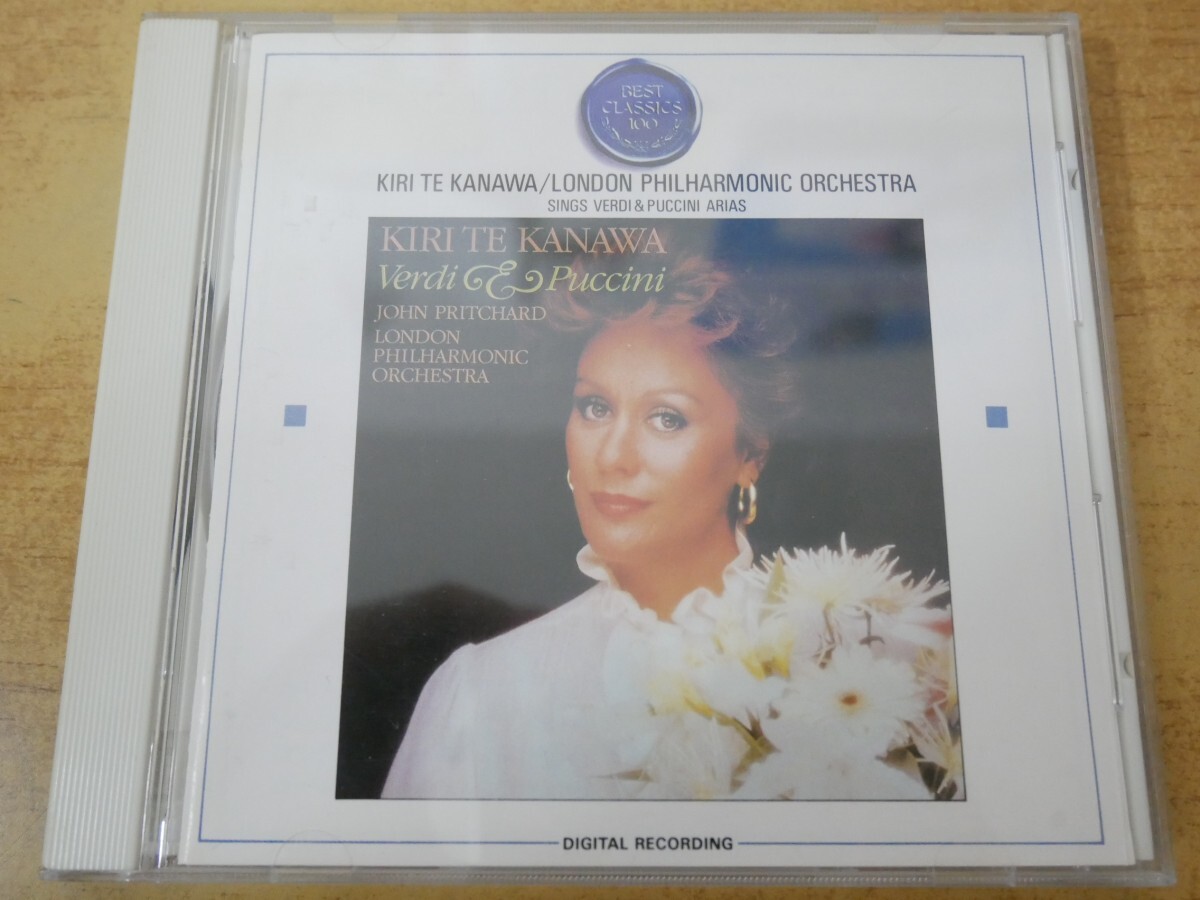 BEST
CLASSICS
100
KIRI TE KANAWA/LONDON PHILHARMONIC ORCHESTRA
SINGS VERDI & PUCCINI ARIAS
KIRI TE KANAWA
Verdi & Puccini
JOHN PRITCHARD
LONDON
PHILHARMONIC
ORCHESTRA
DIGITAL RECORDING